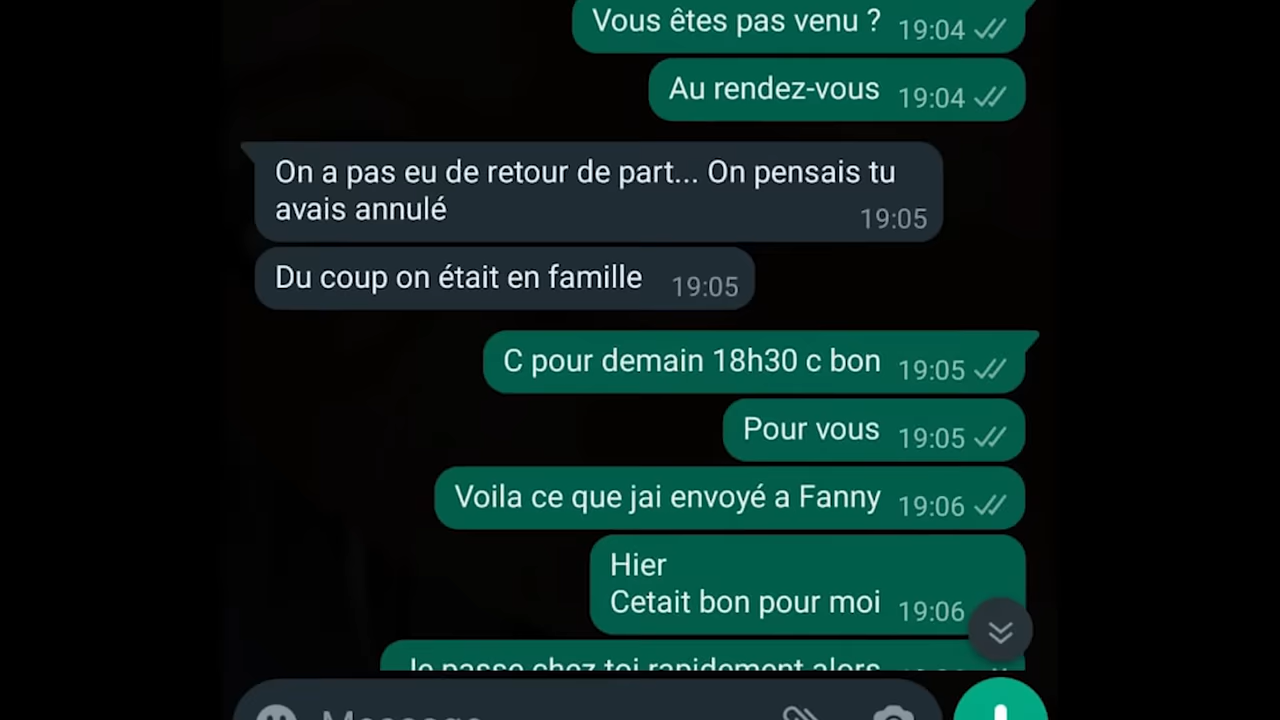 Vous êtes pas venu ? 19:04
Au rendez-vous 19:04
On a pas eu de retour de part... On pensais tu
avais annulé 19:05
Du coup on était en famille 19:05
C pour demain 18h30 c bon 19:05
Pour vous 19:05
Voila ce que jai envoyé a Fanny 19:06
Hier
Cetait bon pour moi 19:06
Je passe chez toi rapidement alors
Message